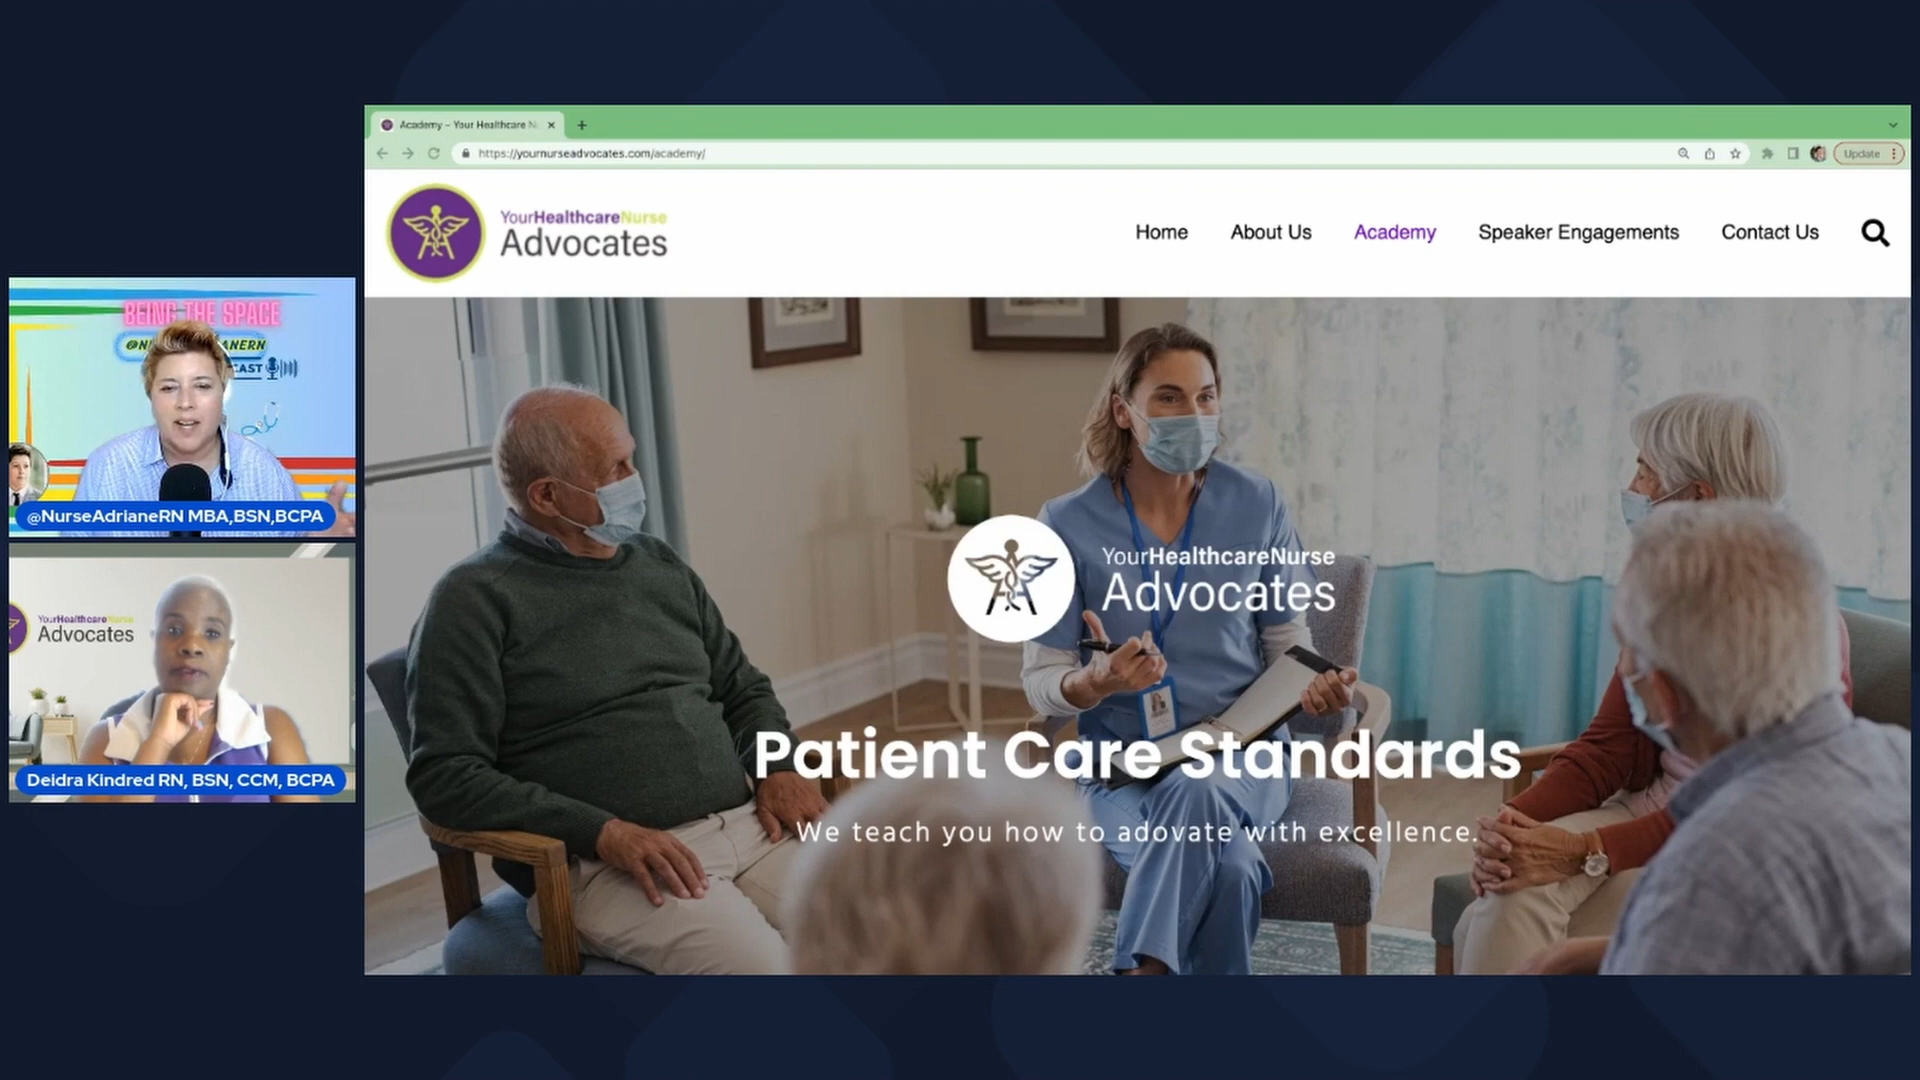 Academy – Your Healthcare N
https://yournurseadvocates.com/academy/
Update
YourHealthcareNurse
Advocates
Home
About Us
Academy
Speaker Engagements
Contact Us
BEING THE SPACE
CAST
@NurseAdrianeRN MBA,BSN,BCPA
YourHealthcareNurse
Advocates
Deidra Kindred RN, BSN, CCM, BCPA
YourHealthcareNurse
Advocates
Patient Care Standards
We teach you how to adovate with excellence.